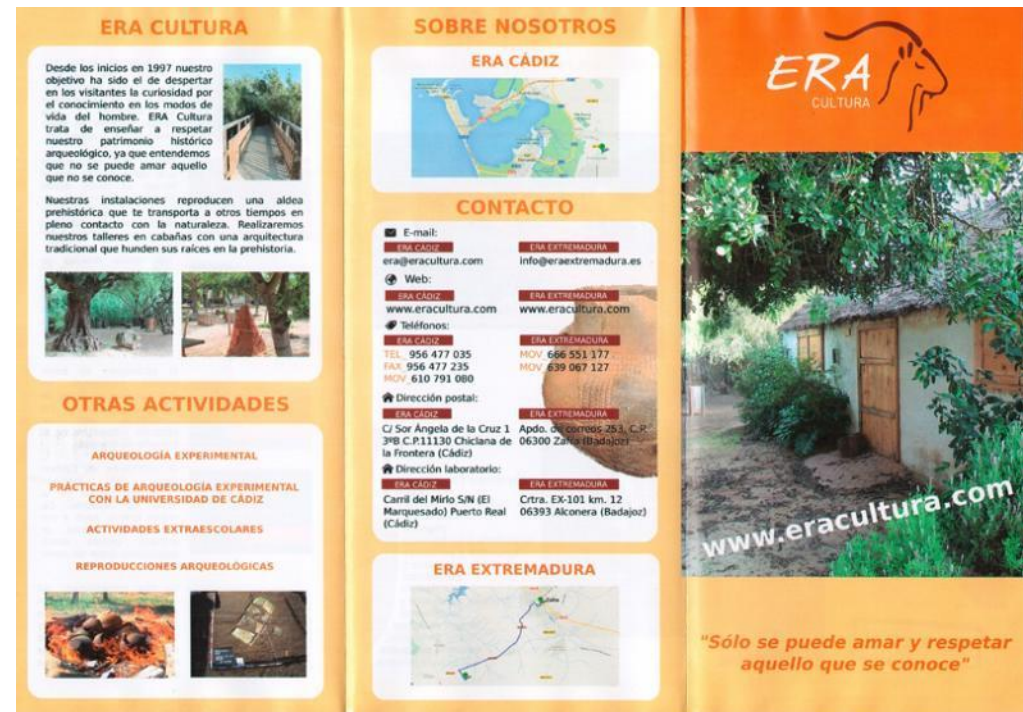 ERA CULTURA
Desde los inicios en 1997 nuestro
objetivo ha sido el de despertar
en los visitantes la curiosidad por
el conocimiento en los modos de
vida del hombre. ERA Cultura
trata de enseñar a respetar
nuestro patrimonio histórico
arqueológico, ya que entendemos
que no se puede amar aquello
que no se conoce.
Nuestras instalaciones reproducen una aldea
prehistórica que te transporta a otros tiempos en
pleno contacto con la naturaleza. Realizaremos
nuestros talleres en cabañas con una arquitectura
tradicional que hunden sus raíces en la prehistoria.
OTRAS ACTIVIDADES
ARQUEOLOGÍA EXPERIMENTAL
PRÁCTICAS DE ARQUEOLOGÍA EXPERIMENTAL
CON LA UNIVERSIDAD DE CÁDIZ
ACTIVIDADES EXTRAESCOLARES
REPRODUCCIONES ARQUEOLÓGICAS
SOBRE NOSOTROS
ERA CÁDIZ
CONTACTO
E-mail:
ERA CÁDIZ ERA EXTREMADURA
era@eracultura.com info@eraextremadura.es
Web:
ERA CÁDIZ ERA EXTREMADURA
www.eracultura.com www.eracultura.com
Teléfonos:
ERA CÁDIZ ERA EXTREMADURA
TEL_ 956 477 035 MOV_666 551 177
FAX_956 477 235 MOV_639 067 127
MOV_610 791 080
Dirección postal:
ERA CÁDIZ ERA EXTREMADURA
C/ Sor Ángela de la Cruz 1 Apdo. de correos 253, C.P.
3ºB C.P.11130 Chiclana de 06300 Zafra (Badajoz)
la Frontera (Cádiz)
Dirección laboratorio:
ERA CÁDIZ ERA EXTREMADURA
Carril del Mirlo S/N (El Crtra. EX-101 km. 12
Marquesado) Puerto Real 06393 Alconera (Badajoz)
(Cádiz)
ERA EXTREMADURA
ERA
CULTURA
www.eracultura.com
"Sólo se puede amar y respetar
aquello que se conoce"